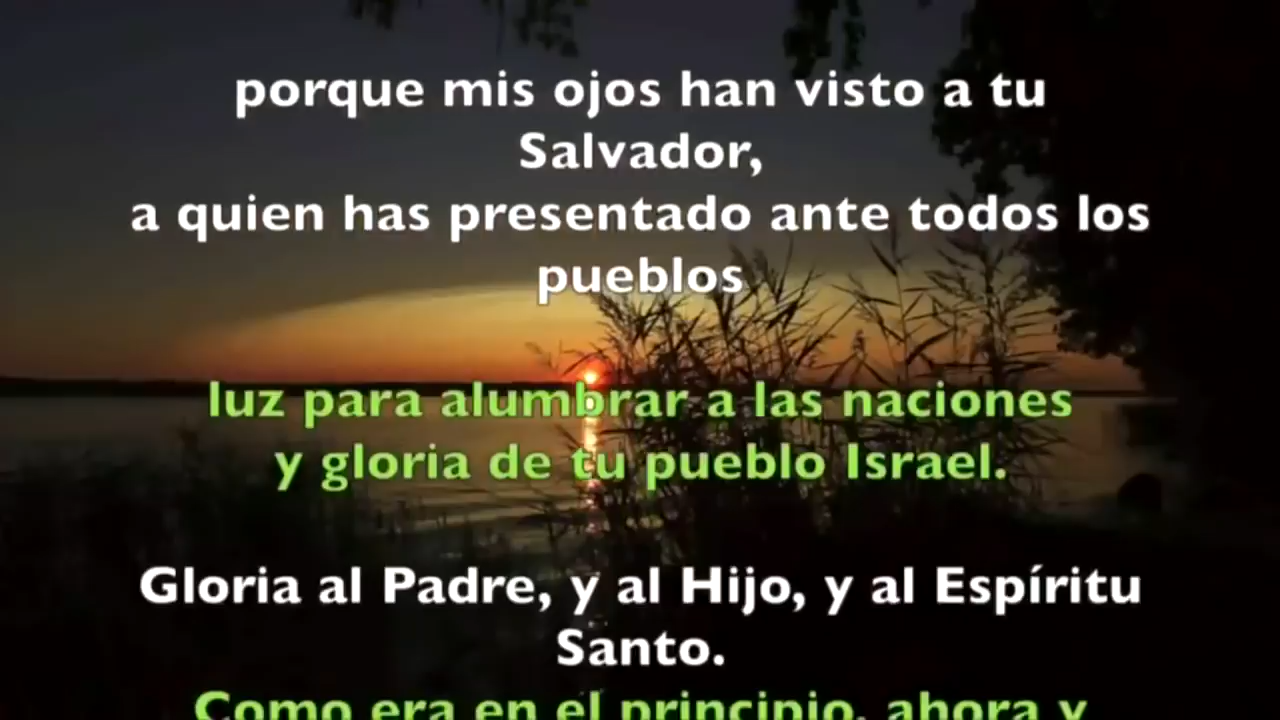 porque mis ojos han visto a tu
Salvador,
a quien has presentado ante todos los
pueblos
luz para alumbrar a las naciones
y gloria de tu pueblo Israel.
Gloria al Padre, y al Hijo, y al Espíritu
Santo.
Como era en el principio, ahora y